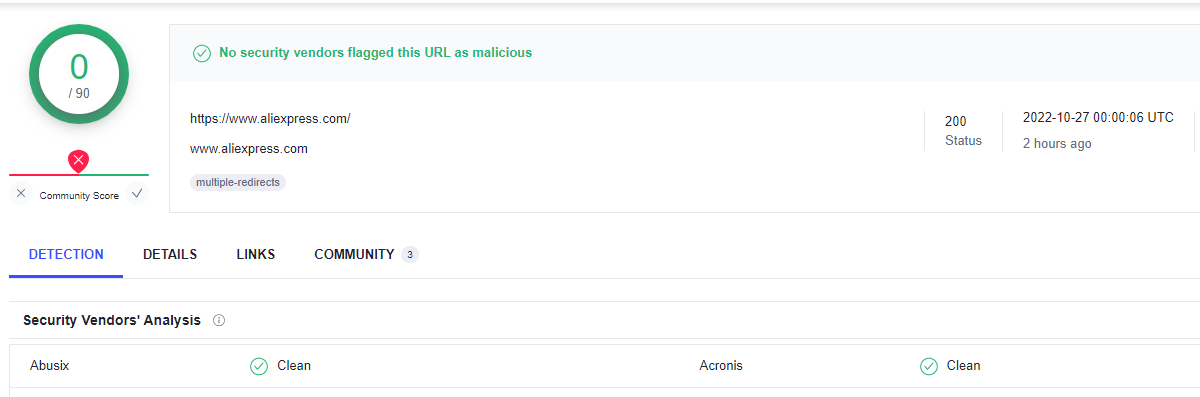 0
/ 90
Community Score
No security vendors flagged this URL as malicious
https://www.aliexpress.com/
www.aliexpress.com
multiple-redirects
200
Status
2022-10-27 00:00:06 UTC
2 hours ago
DETECTION DETAILS LINKS COMMUNITY 3
Security Vendors' Analysis
Abusix Clean Acronis Clean